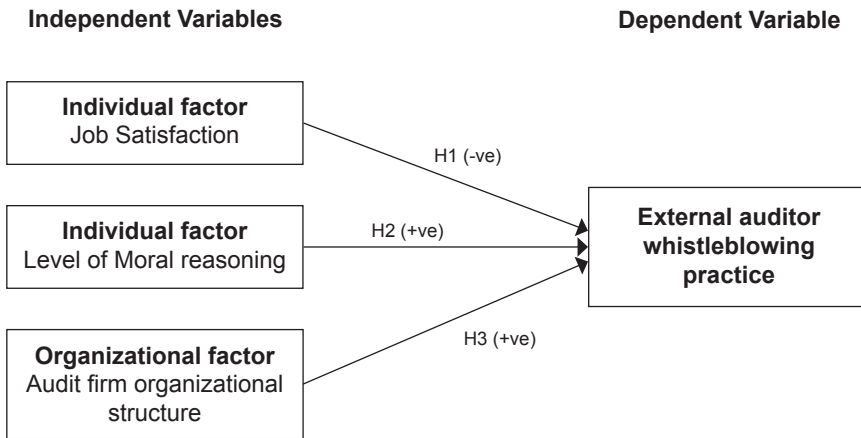 Independent Variables
Dependent Variable
Individual factor
Job Satisfaction
H1 (-ve)
Individual factor
Level of Moral reasoning
H2 (+ve)
External auditor
whistleblowing
practice
Organizational factor
Audit firm organizational
structure
H3 (+ve)